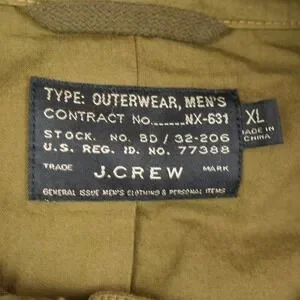 TYPE: OUTERWEAR, MEN'S
CONTRACT NO.......NX-631
STOCK. NO. BD / 32-206
U.S. REG. ID. NO. 77388
TRADE J.CREW MARK
GENERAL ISSUE MEN'S CLOTHING & PERSONAL ITEMS
XL
MADE IN
CHINA